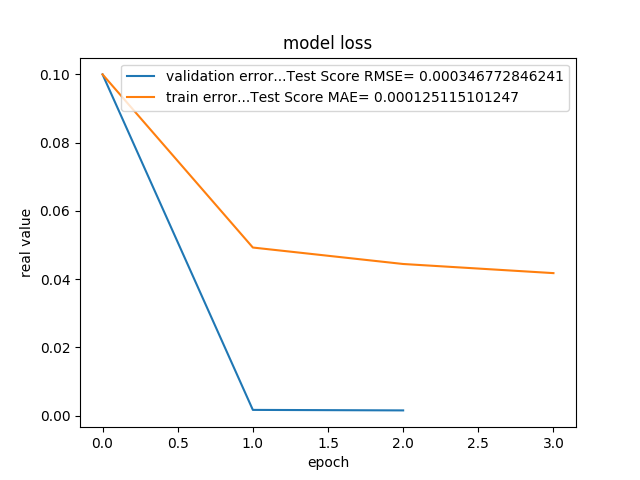 model loss
validation error...Test Score RMSE= 0.000346772846241
train error...Test Score MAE= 0.000125115101247
0.10
0.08
0.06
0.04
0.02
0.00
real value
0.0 0.5 1.0 1.5 2.0 2.5 3.0
epoch